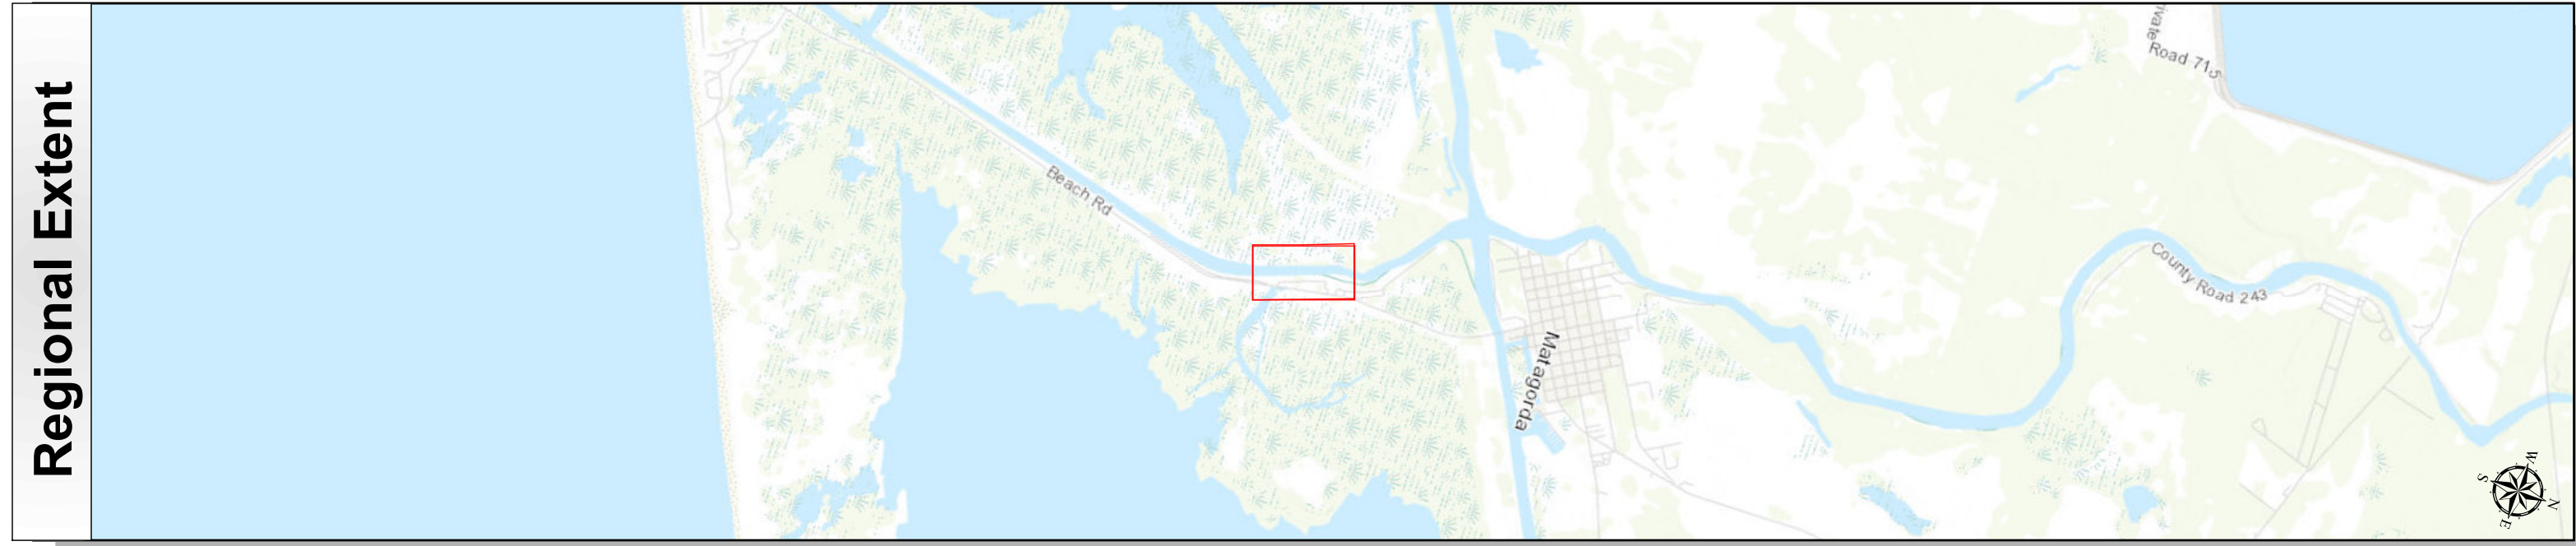 Regional Extent
Beach Rd
Matagorda
County Road 243
Road 715
W
S
N
E